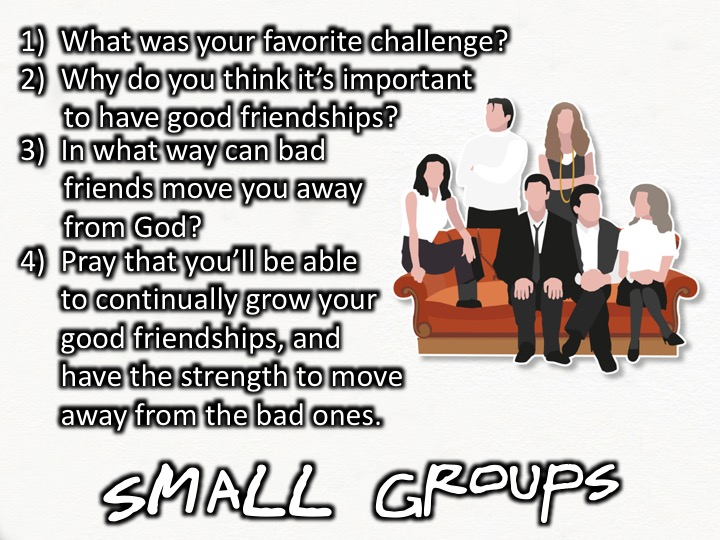 1) What was your favorite challenge?
2) Why do you think it's important
to have good friendships?
3) In what way can bad
friends move you away
from God?
4) Pray that you'll be able
to continually grow your
good friendships, and
have the strength to move
away from the bad ones.
SMALL GROUPS